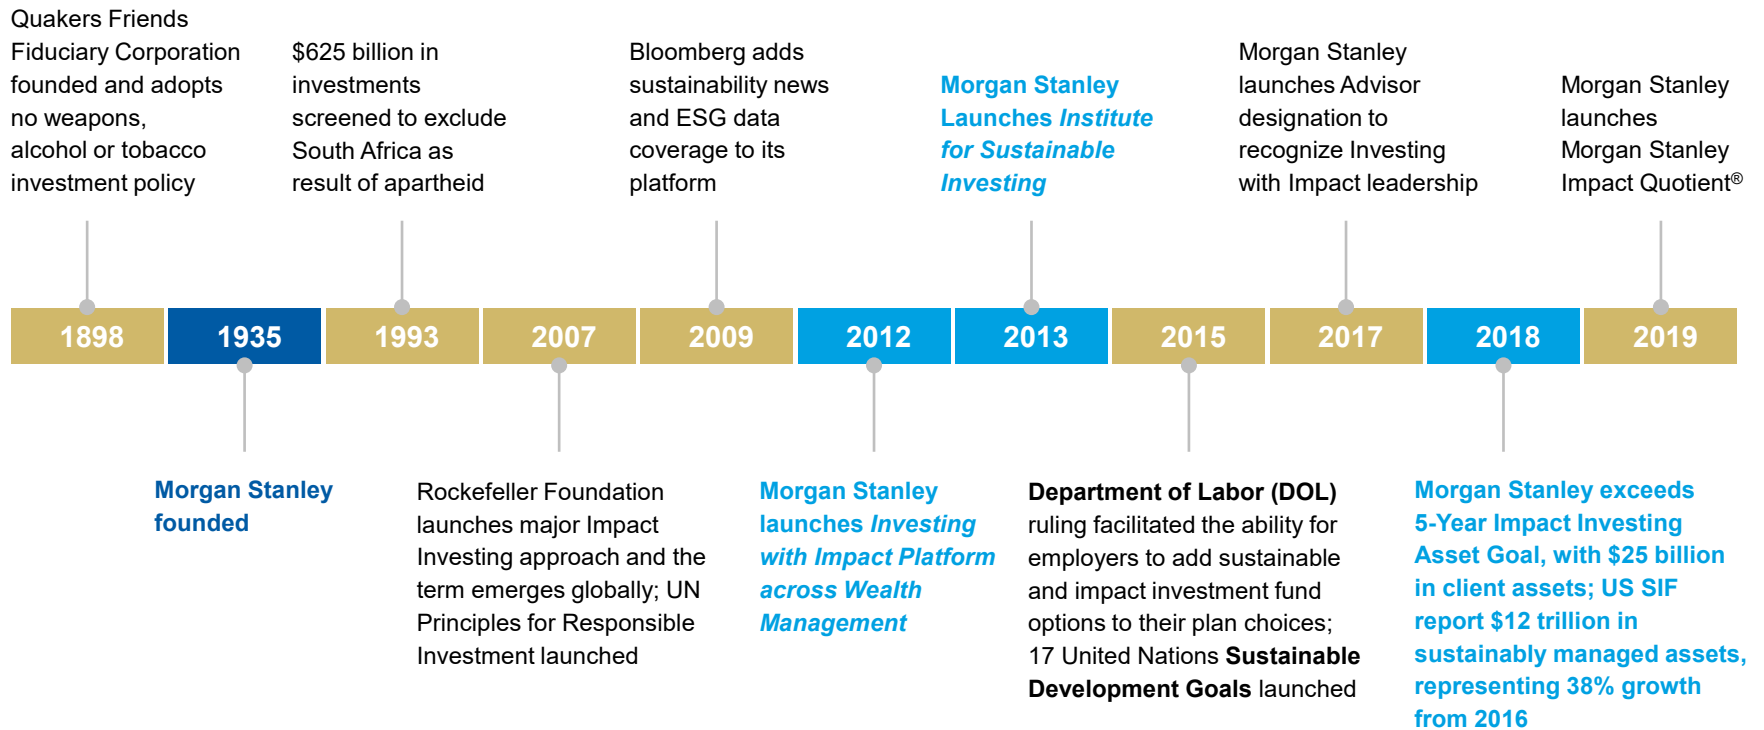 Quakers Friends
Fiduciary Corporation
founded and adopts
no weapons,
alcohol or tobacco
investment policy
$625 billion in
investments
screened to exclude
South Africa as
result of apartheid
Bloomberg adds
sustainability news
and ESG data
coverage to its
platform
Morgan Stanley
Launches Institute
for Sustainable
Investing
Morgan Stanley
launches Advisor
designation to
recognize Investing
with Impact leadership
Morgan Stanley
launches
Morgan Stanley
Impact Quotient®
1898 1935 1993 2007 2009 2012 2013 2015 2017 2018 2019
Morgan Stanley
founded
Rockefeller Foundation
launches major Impact
Investing approach and the
term emerges globally; UN
Principles for Responsible
Investment launched
Morgan Stanley
launches Investing
with Impact Platform
across Wealth
Management
Department of Labor (DOL)
ruling facilitated the ability for
employers to add sustainable
and impact investment fund
options to their plan choices;
17 United Nations Sustainable
Development Goals launched
Morgan Stanley exceeds
5-Year Impact Investing
Asset Goal, with $25 billion
in client assets; US SIF
report $12 trillion in
sustainably managed assets,
representing 38% growth
from 2016